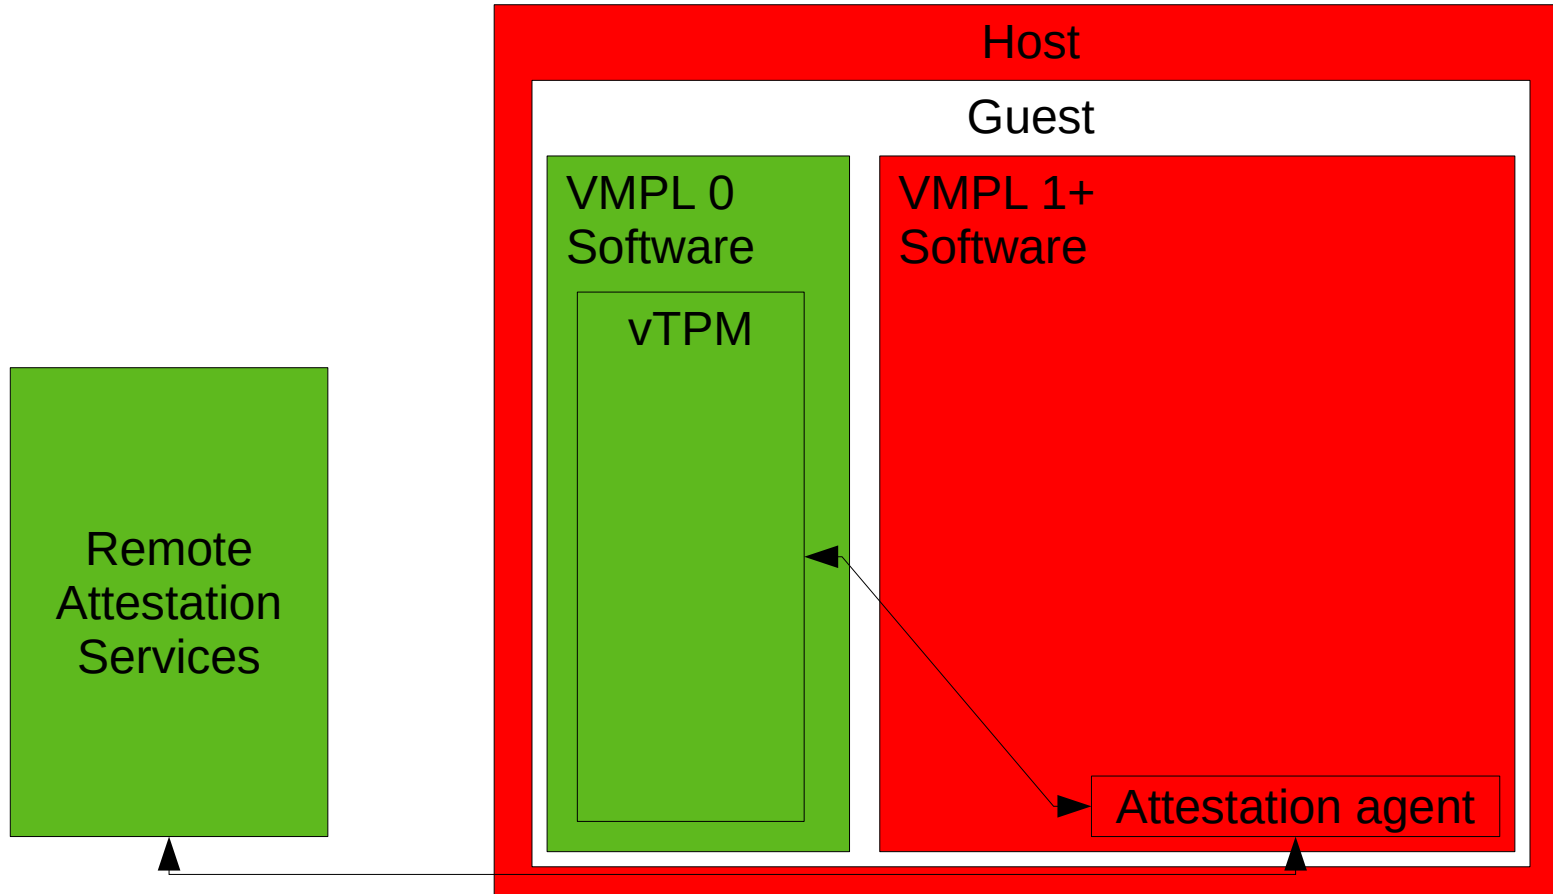 Host
Guest
VMPL 0
Software
vTPM
VMPL 1+
Software
Attestation agent
Remote
Attestation
Services